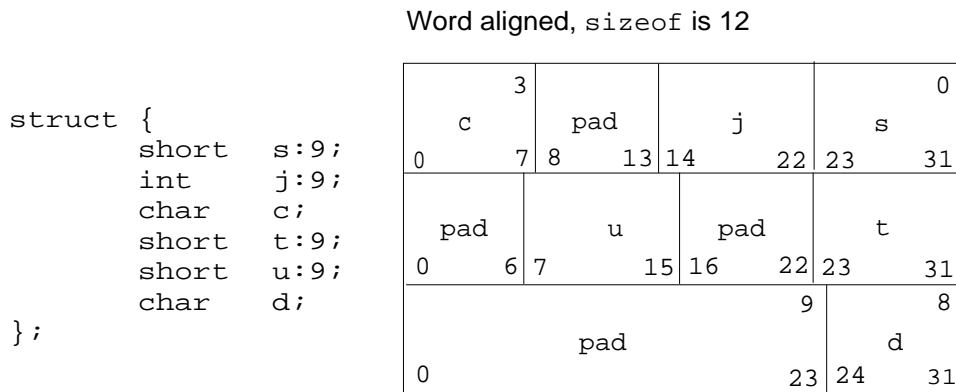 Word aligned, sizeof is 12
struct {
short s:9;
int j:9;
char c;
short t:9;
short u:9;
char d;
};
3 0
c pad j s
0 7 8 13 14 22 23 31
pad u pad t
0 6 7 15 16 22 23 31
9 8
pad d
0 23 24 31